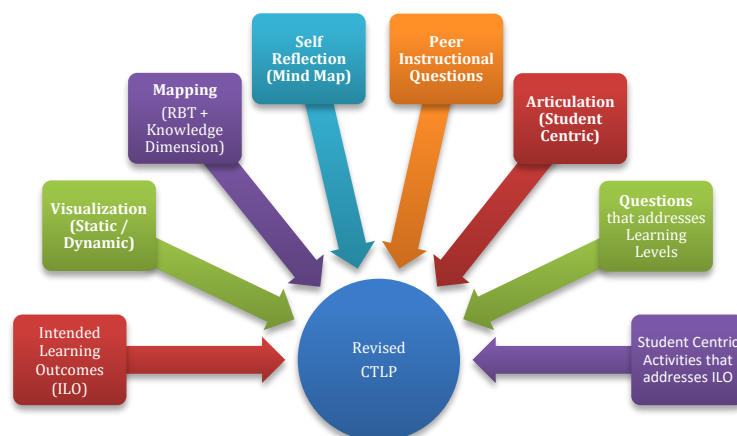 Self
Reflection
(Mind Map)
Peer
Instructional
Questions
Mapping
(RBT +
Knowledge
Dimension)
Articulation
(Student
Centric)
Visualization
(Static /
Dynamic)
Questions
that addresses
Learning
Levels
Intended
Learning
Outcomes
(ILO)
Revised
CTLP
Student Centric
Activities that
addresses ILO